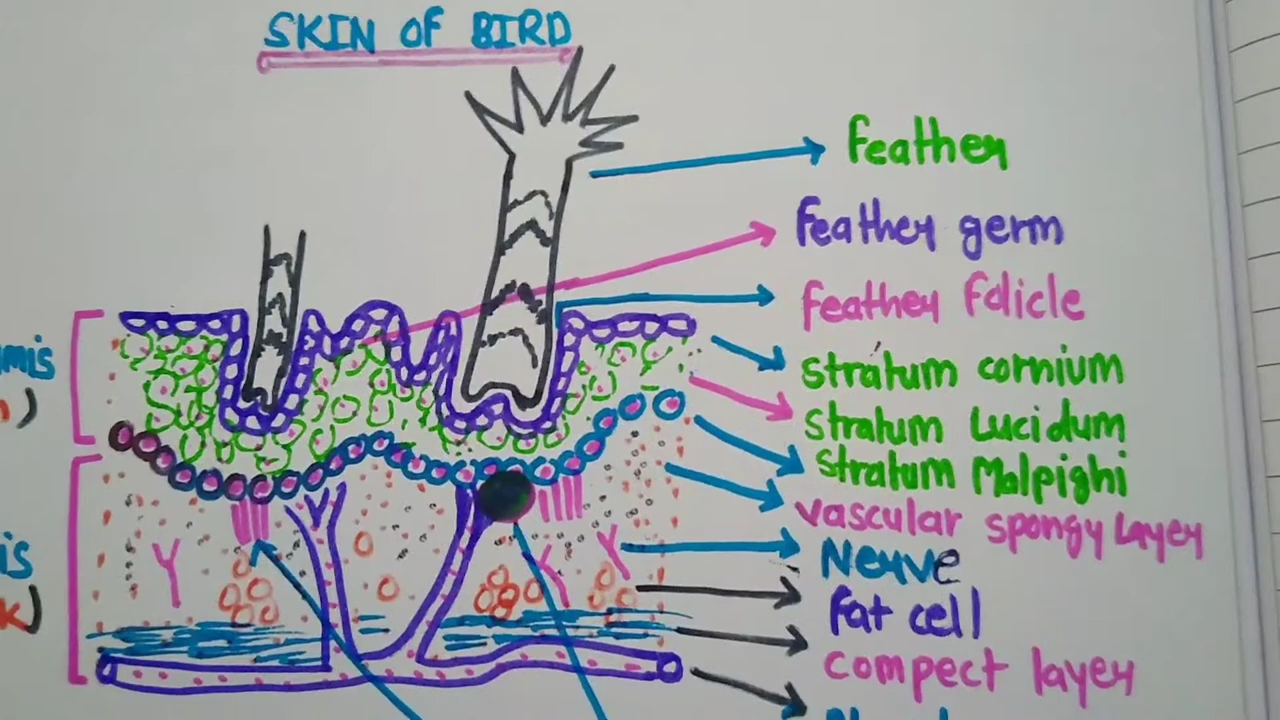 SKIN OF BIRD
Feather
Feather germ
Feather Folicle
stratum cornium
stratum Lucidum
stratum Malpighi
vascular spongy layer
Nerve
Fat cell
compect layer